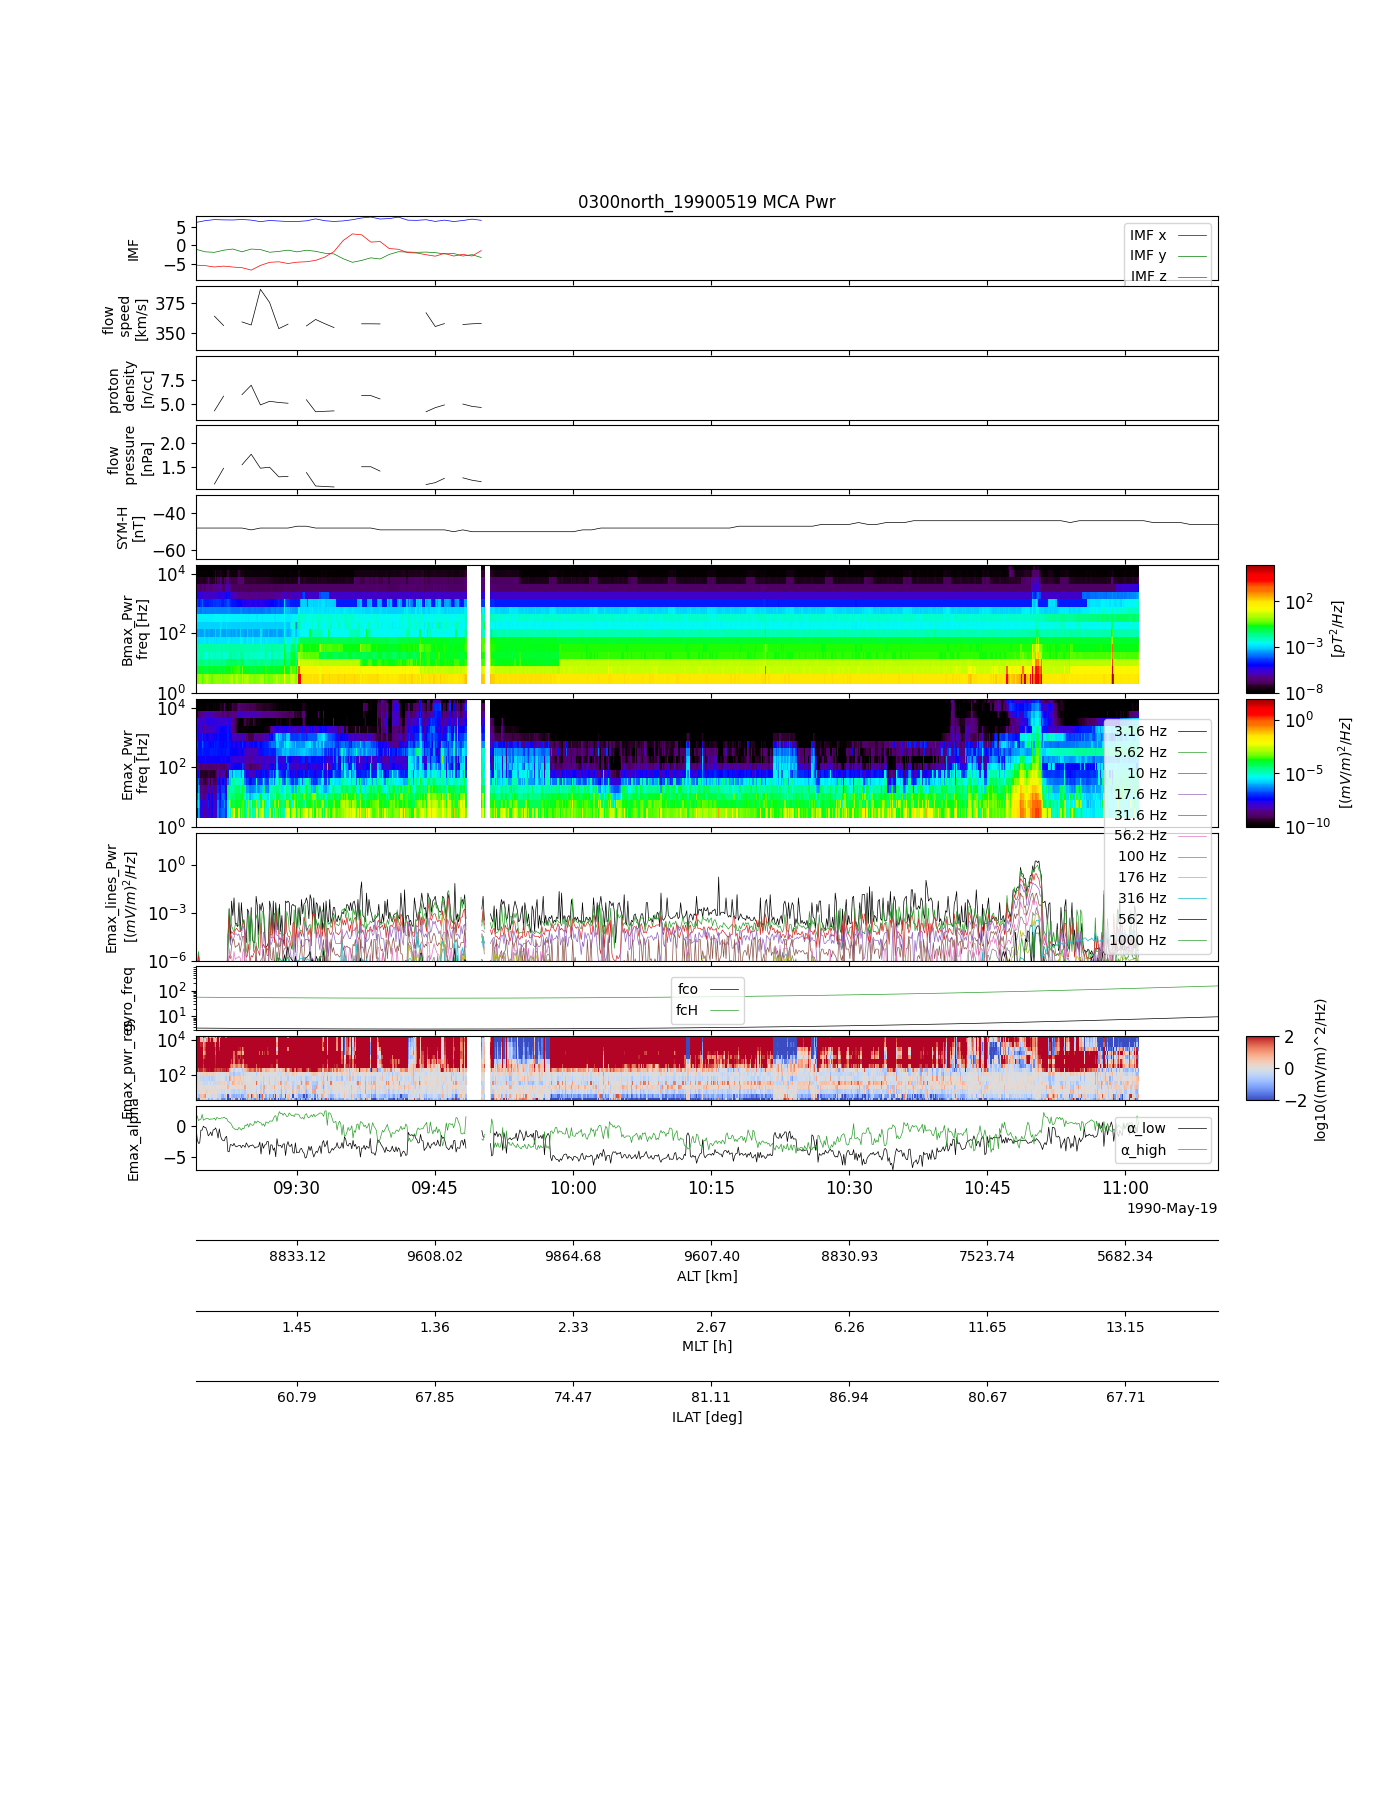 0300north_19900519 MCA Pwr
IMF
5
0
−5
IMF x
IMF y
IMF z
flow
speed
[km/s]
375
350
proton
density
[n/cc]
7.5
5.0
flow
pressure
[nPa]
2.0
1.5
SYM-H
[nT]
−40
−60
Bmax_Pwr
freq [Hz]
10^4
10^2
10^0
10^2
10^−3
10^−8
[pT^2/Hz]
Emax_Pwr
freq [Hz]
10^4
10^2
10^0
10^0
10^−5
10^−10
[(mV/m)^2/Hz]
3.16 Hz
5.62 Hz
10 Hz
17.6 Hz
31.6 Hz
56.2 Hz
100 Hz
176 Hz
316 Hz
562 Hz
1000 Hz
Emax_lines_Pwr
[(mV/m)^2/Hz]
10^0
10^−3
10^−6
10^2
10^1
fco
fcH
Emax_pwr_reg
10^4
10^2
2
0
−2
log10((mV/m)^2/Hz)
Emax_alpha
0
−5
α_low
α_high
09:30 09:45 10:00 10:15 10:30 10:45 11:00
1990-May-19
8833.12 9608.02 9864.68 9607.40 8830.93 7523.74 5682.34
ALT [km]
1.45 1.36 2.33 2.67 6.26 11.65 13.15
MLT [h]
60.79 67.85 74.47 81.11 86.94 80.67 67.71
ILAT [deg]